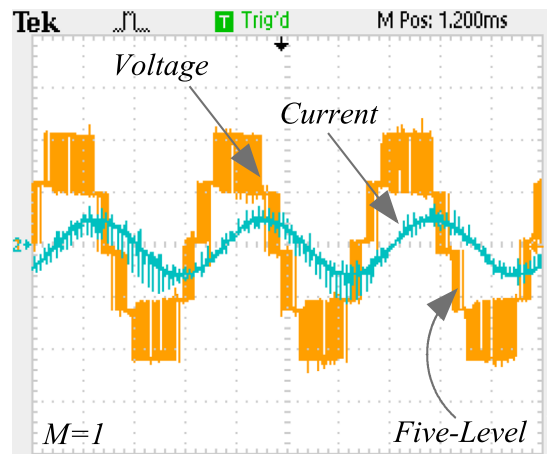 Tek T Trig'd M Pos: 1.200ms
Voltage
Current
2
M=1
Five-Level